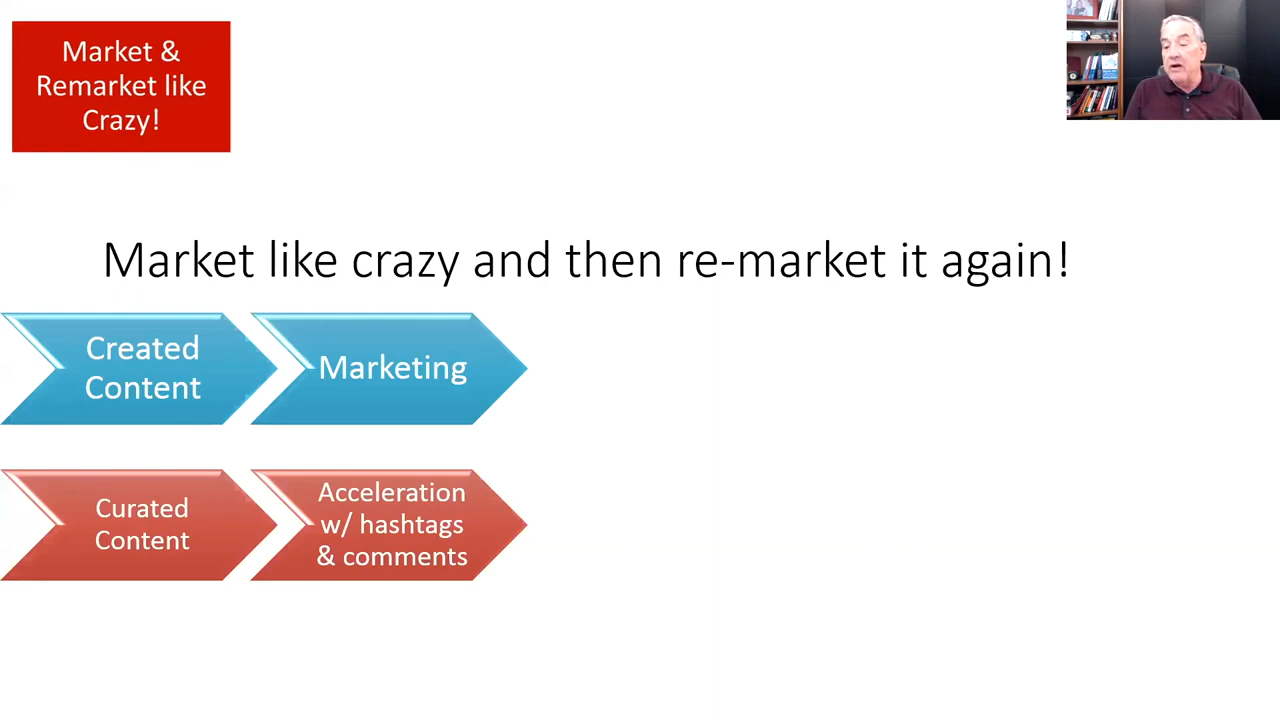 Market &
Remarket like
Crazy!
Market like crazy and then re-market it again!
Created
Content
Marketing
Curated
Content
Acceleration
w/ hashtags
& comments